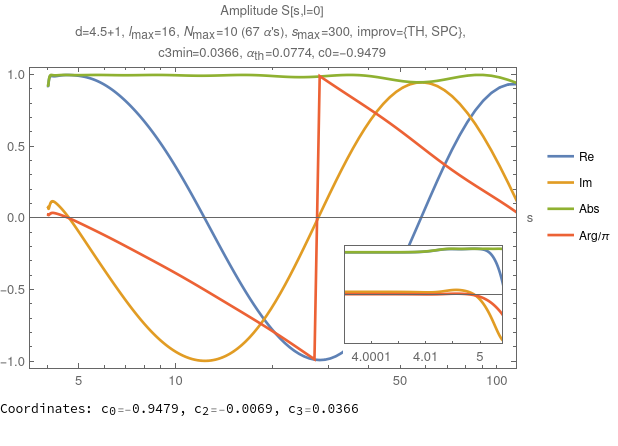 Amplitude S[s,l=0]
d=4.5+1, lmax=16, Nmax=10 (67 α's), smax=300, improv={TH, SPC},
c3min=0.0366, αth=0.0774, c0=-0.9479
1.0
0.5
0.0
-0.5
-1.0
5 10 50 100
s
4.0001 4.01 5
Re
Im
Abs
Arg/π
Coordinates: c0=-0.9479, c2=-0.0069, c3=0.0366